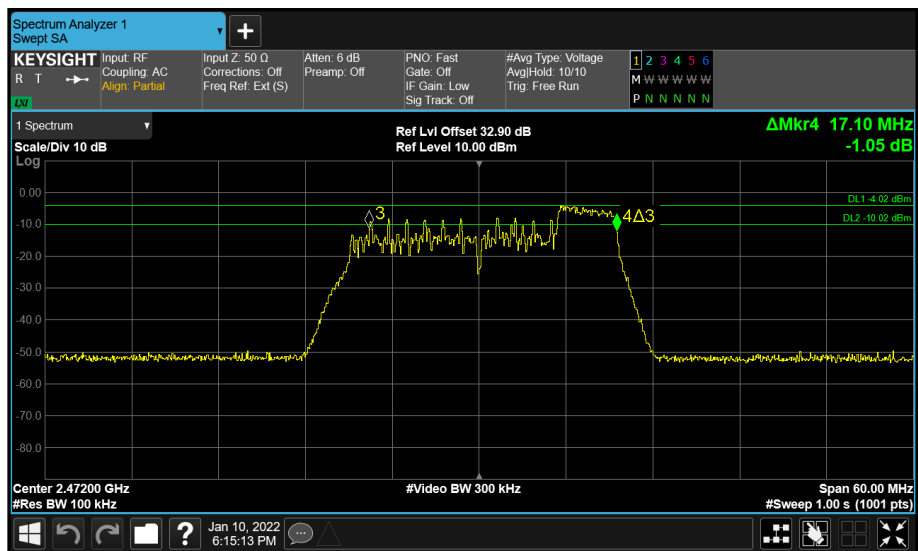 Spectrum Analyzer 1
Swept SA
KEYSIGHT
R T
LXI
Input: RF
Coupling: AC
Align: Partial
Input Z: 50 Ω
Corrections: Off
Freq Ref: Ext (S)
Atten: 6 dB
Preamp: Off
PNO: Fast
Gate: Off
IF Gain: Low
Sig Track: Off
#Avg Type: Voltage
Avg|Hold: 10/10
Trig: Free Run
1 2 3 4 5 6
M W W W W W W
P N N N N N N
1 Spectrum
Scale/Div 10 dB
Ref Lvl Offset 32.90 dB
Ref Level 10.00 dBm
ΔMkr4 17.10 MHz
-1.05 dB
Log
0.00
-10.0
-20.0
-30.0
-40.0
-50.0
-60.0
-70.0
-80.0
3
4Δ3
DL1 -4.02 dBm
DL2 -10.02 dBm
Center 2.47200 GHz
#Res BW 100 kHz
#Video BW 300 kHz
Span 60.00 MHz
#Sweep 1.00 s (1001 pts)
?
Jan 10, 2022
6:15:13 PM